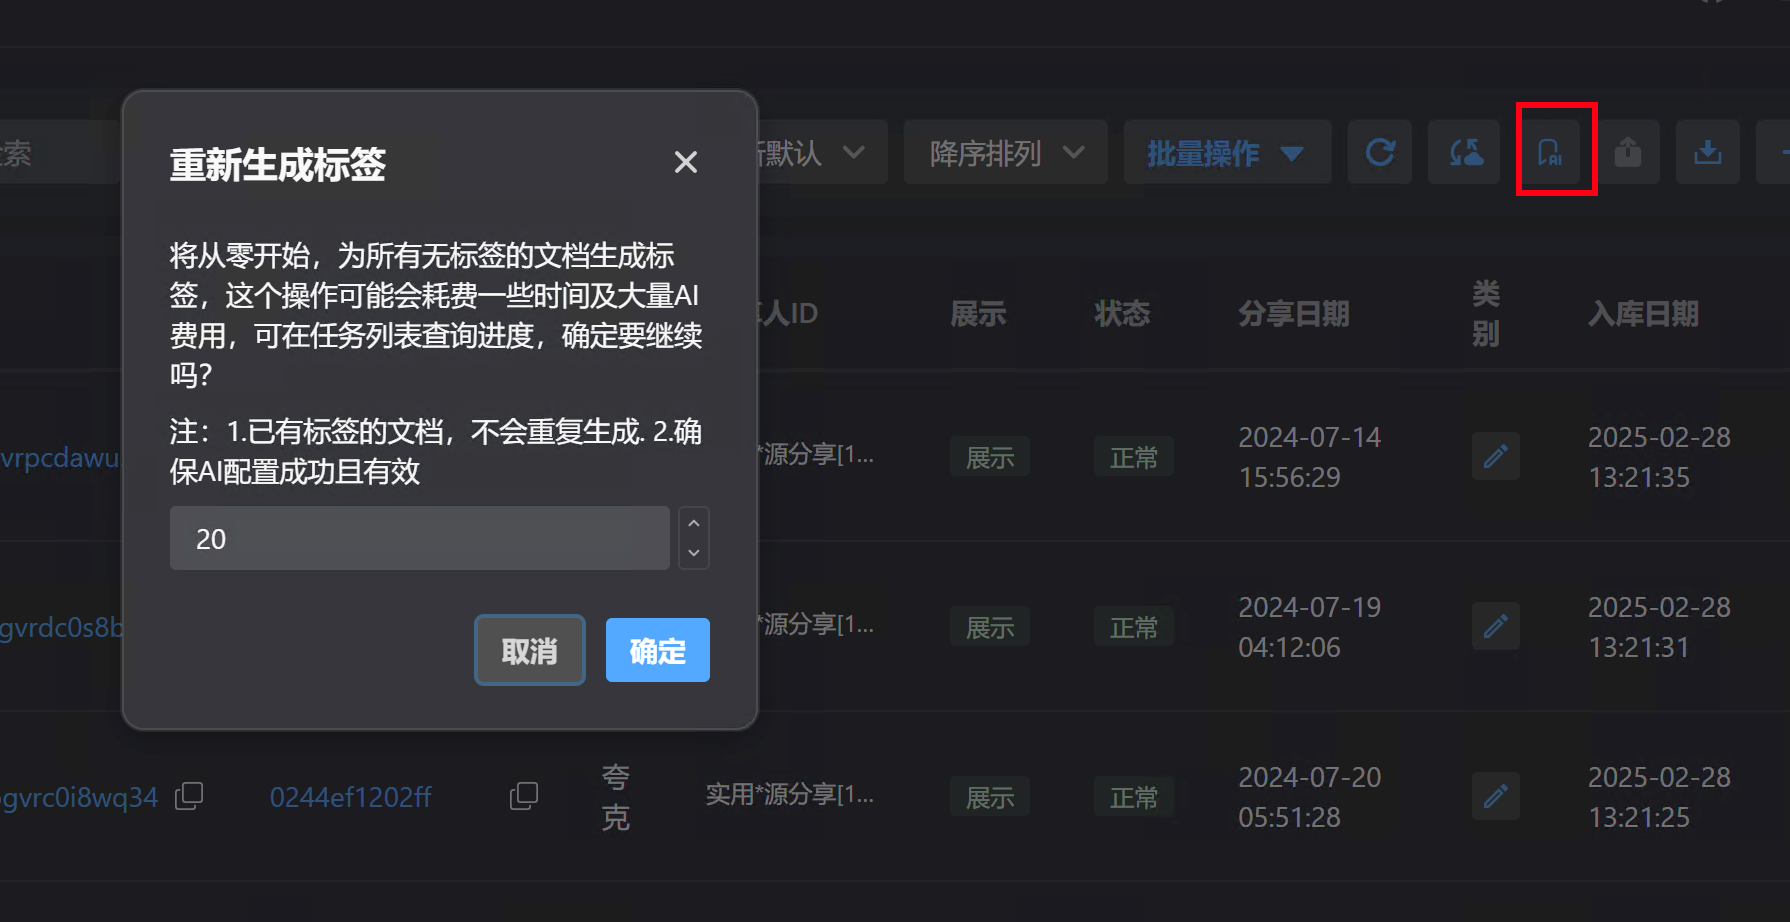 索
默认
降序排列
批量操作
AI
重新生成标签
将从零开始，为所有无标签的文档生成标
签，这个操作可能会耗费一些时间及大量AI
费用，可在任务列表查询进度，确定要继续
吗？
注：1.已有标签的文档，不会重复生成. 2.确
保AI配置成功且有效
20
取消
确定
人ID
展示
状态
分享日期
类
别
入库日期
vrpcdawu
*源分享[1...
展示
正常
2024-07-14
15:56:29
2025-02-28
13:21:35
gvrdc0s8b
*源分享[1...
展示
正常
2024-07-19
04:12:06
2025-02-28
13:21:31
gvrc0i8wq34
0244ef1202ff
夸
克
实用*源分享[1...
展示
正常
2024-07-20
05:51:28
2025-02-28
13:21:25